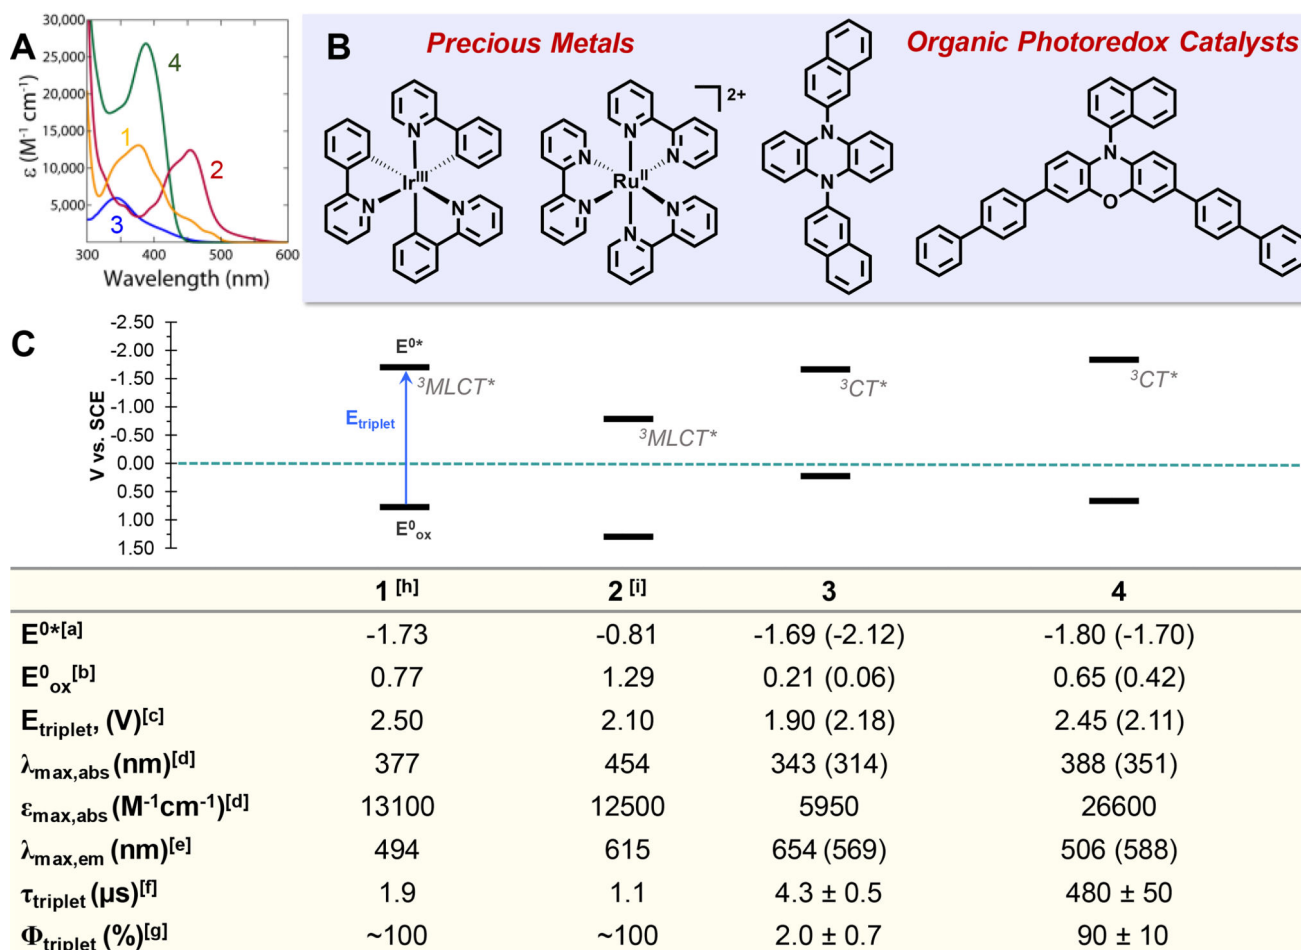 A
30,000
25,000
20,000
15,000
10,000
5,000
ε (M-1 cm-1)
4
1
2
3
300 400 500 600
Wavelength (nm)
B
Precious Metals
Organic Photoredox Catalysts
N
IrIII
N
N
N
N
N
RuII
N
N
N
2+
N
N
N
O
C
-2.50
-2.00
-1.50
-1.00
-0.50
0.00
0.50
1.00
1.50
V vs. SCE
E0*
3MLCT*
Etriplet
E0ox
3MLCT*
3CT*
3CT*
1 [h] 2 [i] 3 4
E0*[a] -1.73 -0.81 -1.69 (-2.12) -1.80 (-1.70)
E0ox[b] 0.77 1.29 0.21 (0.06) 0.65 (0.42)
Etriplet, (V)[c] 2.50 2.10 1.90 (2.18) 2.45 (2.11)
λmax,abs (nm)[d] 377 454 343 (314) 388 (351)
εmax,abs (M-1cm-1)[d] 13100 12500 5950 26600
λmax,em (nm)[e] 494 615 654 (569) 506 (588)
τtriplet (µs)[f] 1.9 1.1 4.3 ± 0.5 480 ± 50
Φtriplet (%)[g] ~100 ~100 2.0 ± 0.7 90 ± 10